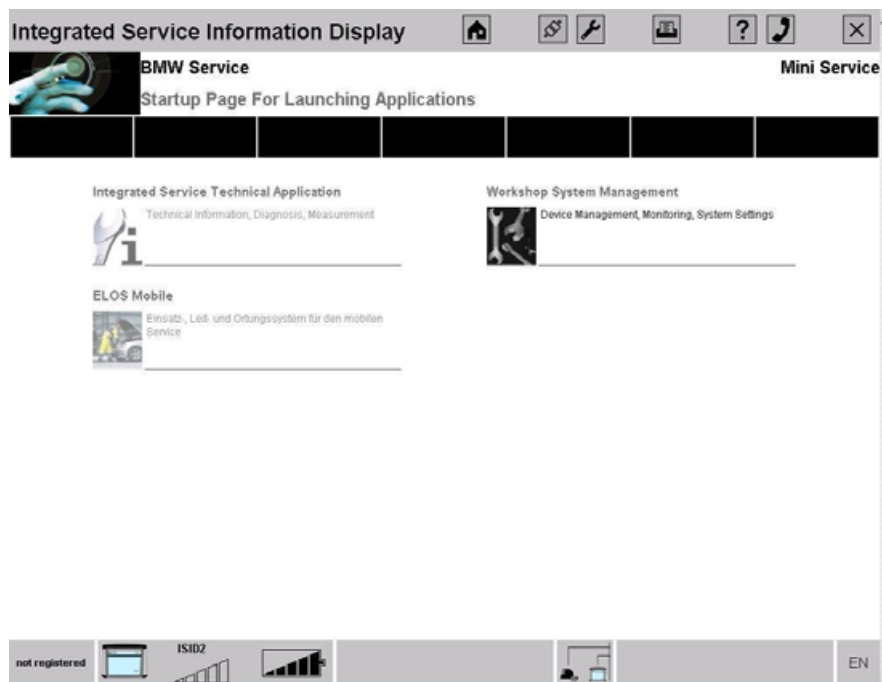 Integrated Service Information Display
?
BMW Service
Mini Service
Startup Page For Launching Applications
Integrated Service Technical Application
Technical Information, Diagnosis, Measurement
Workshop System Management
Device Management, Monitoring, System Settings
ELOS Mobile
Einsatz-, Leit- und Ortungssystem für den mobilen
Service
not registered
ISID2
EN